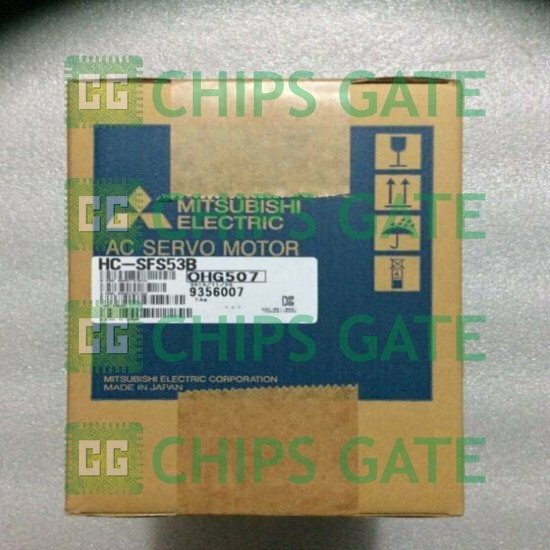 CG CHIPS GATE
MITSUBISHI
ELECTRIC
CG CHIPS GATE
AC SERVO MOTOR
HC-SFS53B
OHG507
9356007
CG CHIPS GATE
MITSUBISHI ELECTRIC CORPORATION
MADE IN JAPAN
CG CHIPS GATE